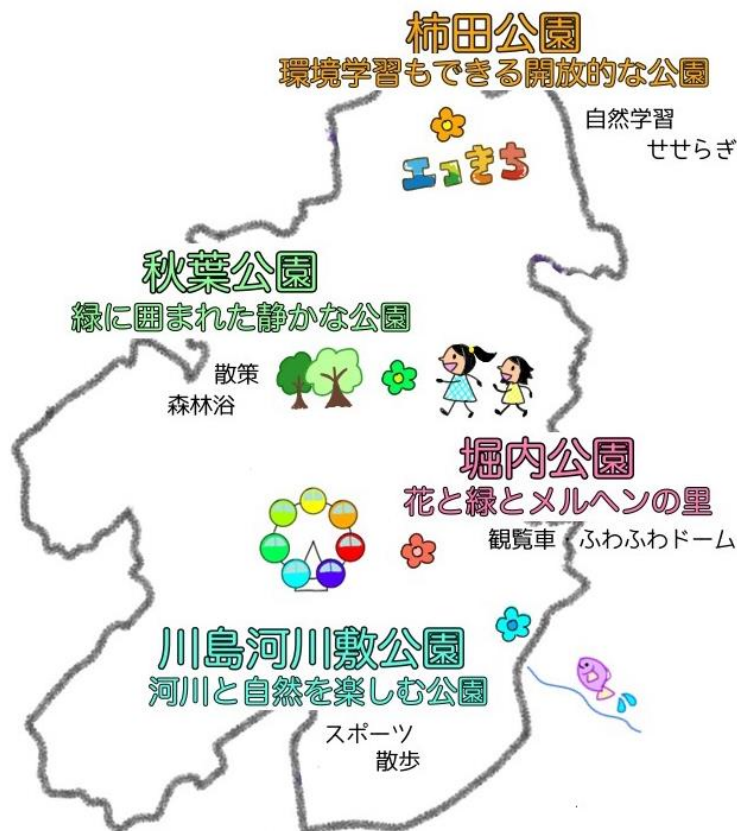 柿田公園
環境学習もできる開放的な公園
自然学習
せせらぎ
エコきち
秋葉公園
緑に囲まれた静かな公園
散策
森林浴
堀内公園
花と緑とメルヘンの里
観覧車・ふわふわドーム
川島河川敷公園
河川と自然を楽しむ公園
スポーツ
散歩